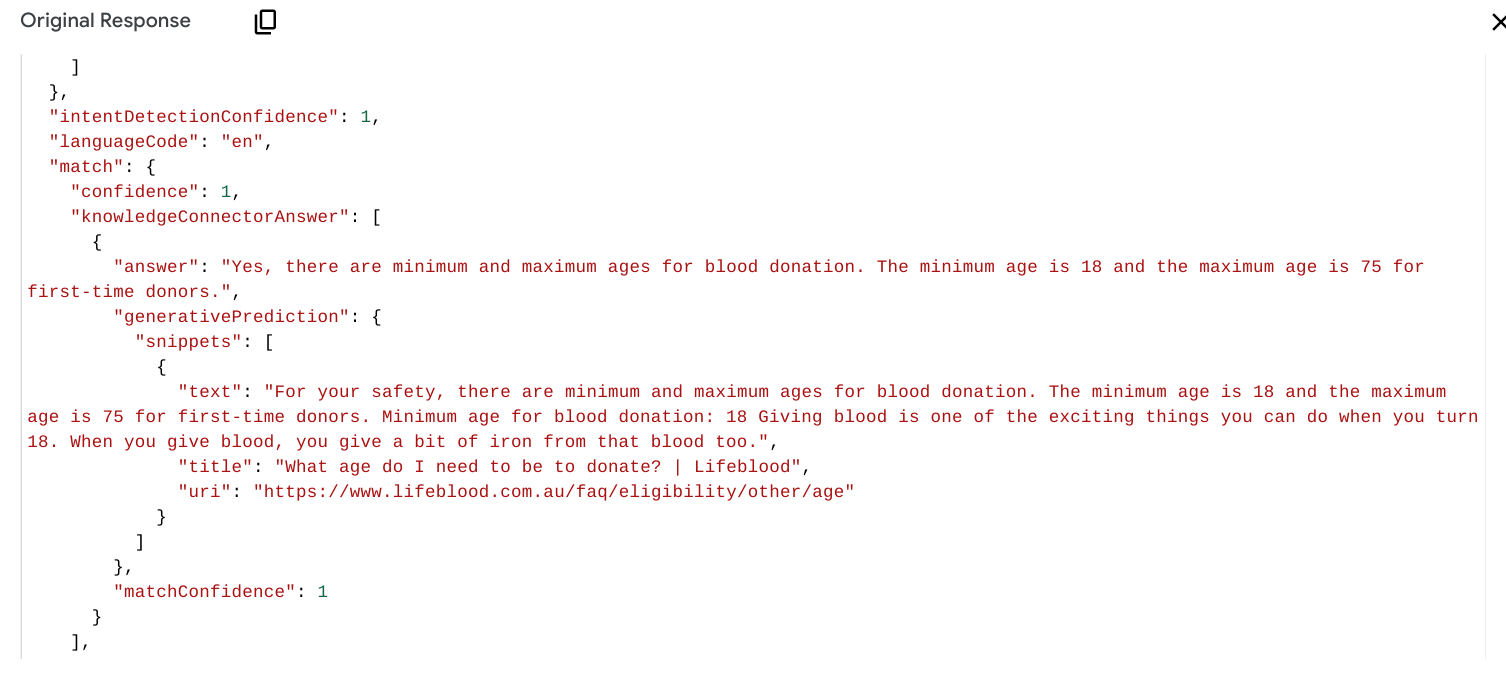 Original Response
]
},
"intentDetectionConfidence": 1,
"languageCode": "en",
"match": {
"confidence": 1,
"knowledgeConnectorAnswer": [
{
"answer": "Yes, there are minimum and maximum ages for blood donation. The minimum age is 18 and the maximum age is 75 for
first-time donors.",
"generativePrediction": {
"snippets": [
{
"text": "For your safety, there are minimum and maximum ages for blood donation. The minimum age is 18 and the maximum
age is 75 for first-time donors. Minimum age for blood donation: 18 Giving blood is one of the exciting things you can do when you turn
18. When you give blood, you give a bit of iron from that blood too.",
"title": "What age do I need to be to donate? | Lifeblood",
"uri": "https://www.lifeblood.com.au/faq/eligibility/other/age"
}
]
},
"matchConfidence": 1
}
],